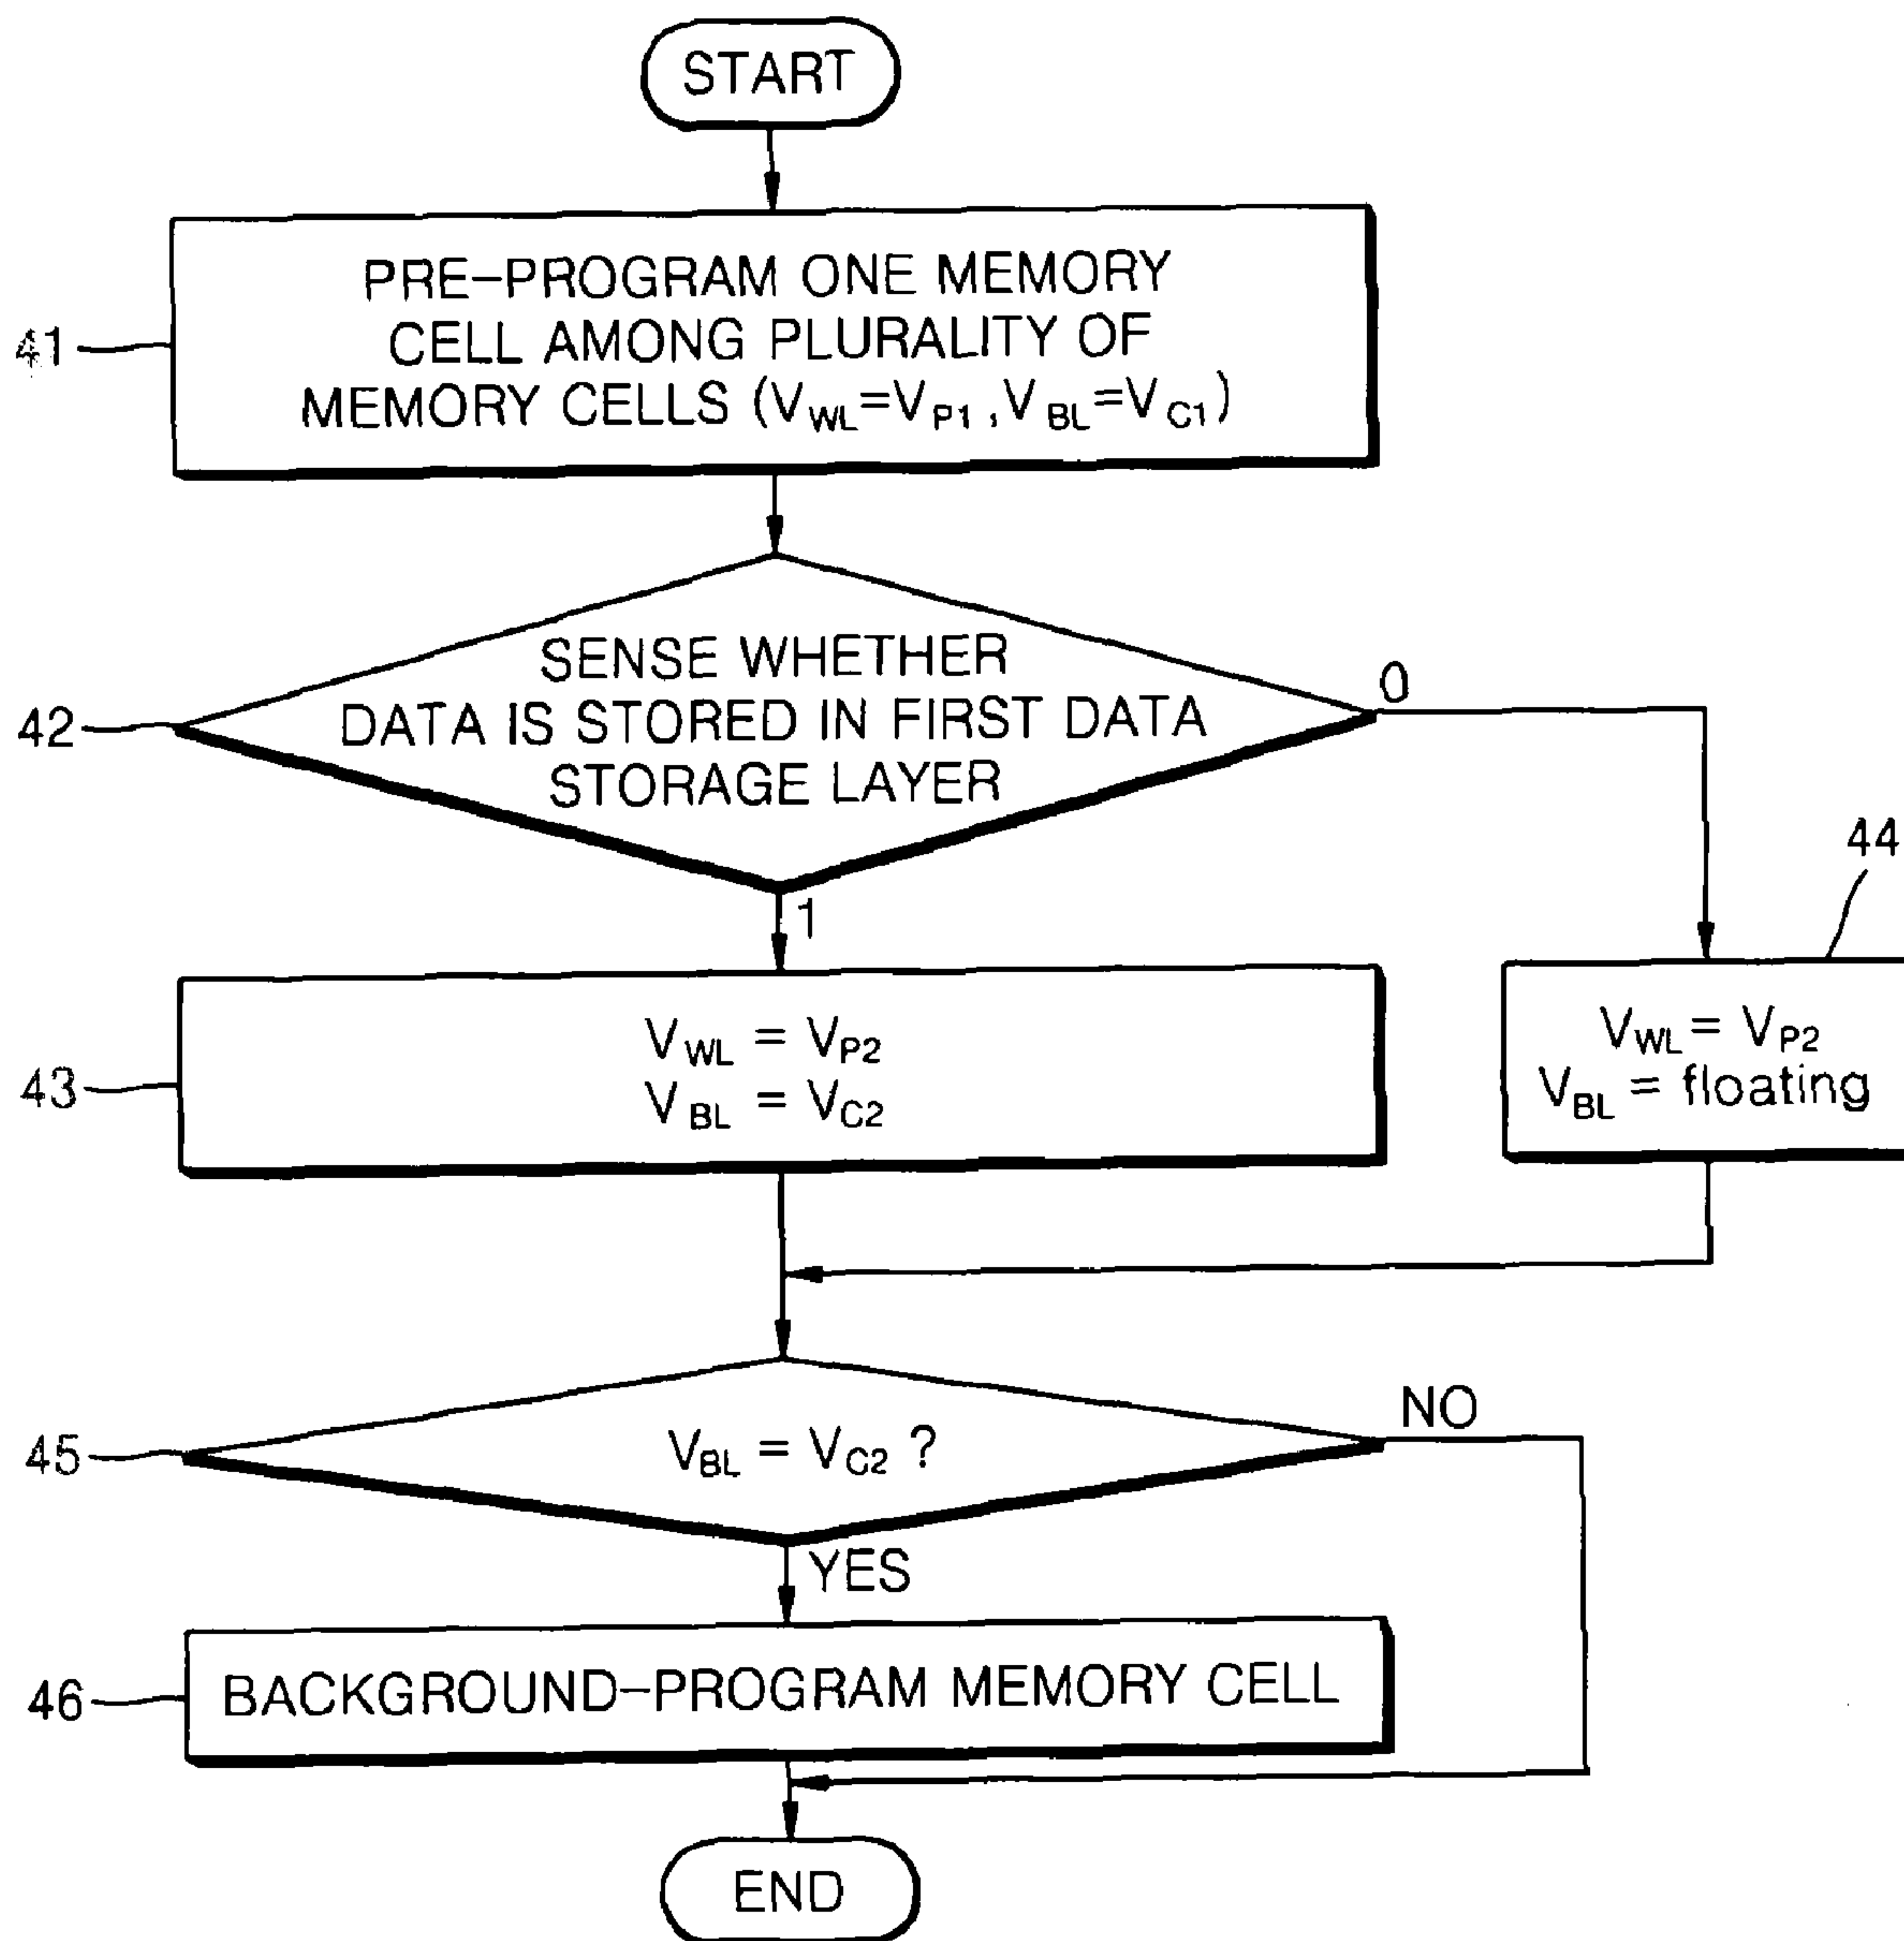 START
PRE-PROGRAM ONE MEMORY
CELL AMONG PLURALITY OF
MEMORY CELLS (VWL=VP1, VBL=VC1)
41
SENSE WHETHER
DATA IS STORED IN FIRST DATA
STORAGE LAYER
42
0
1
44
VWL = VP2
VBL = VC2
43
VWL = VP2
VBL = floating
VBL = VC2 ?
45
NO
YES
BACKGROUND-PROGRAM MEMORY CELL
46
END